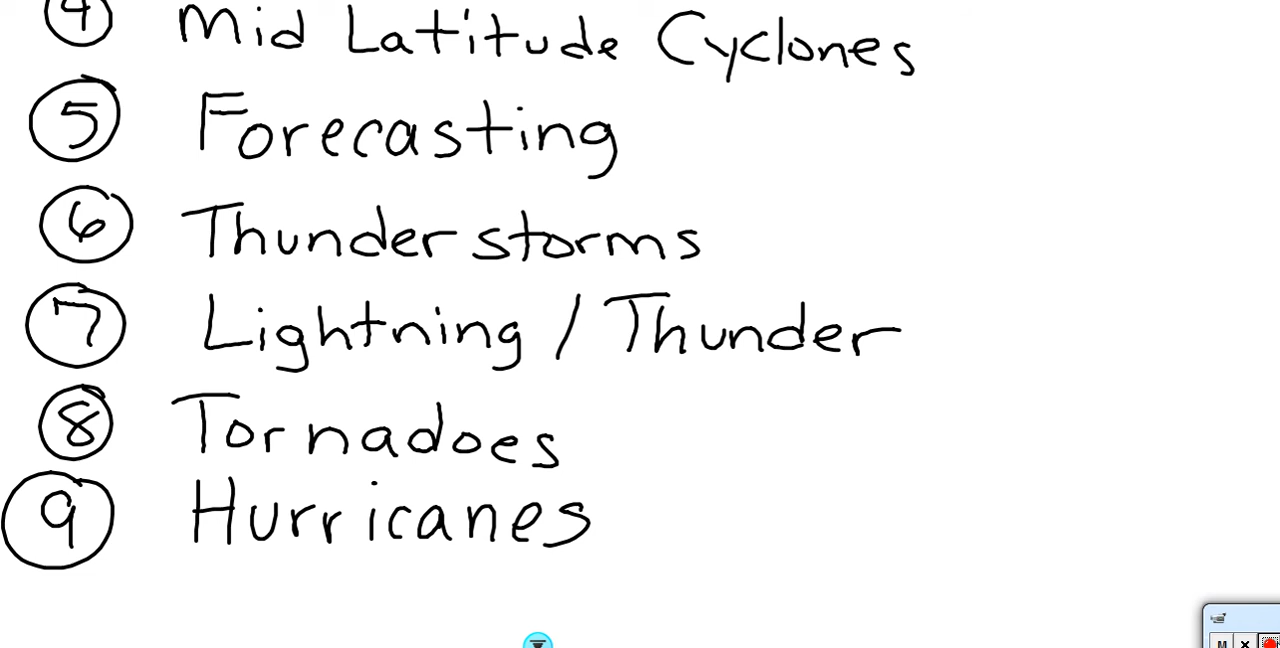 4 Mid Latitude Cyclones
5 Forecasting
6 Thunderstorms
7 Lightning / Thunder
8 Tornadoes
9 Hurricanes
M X